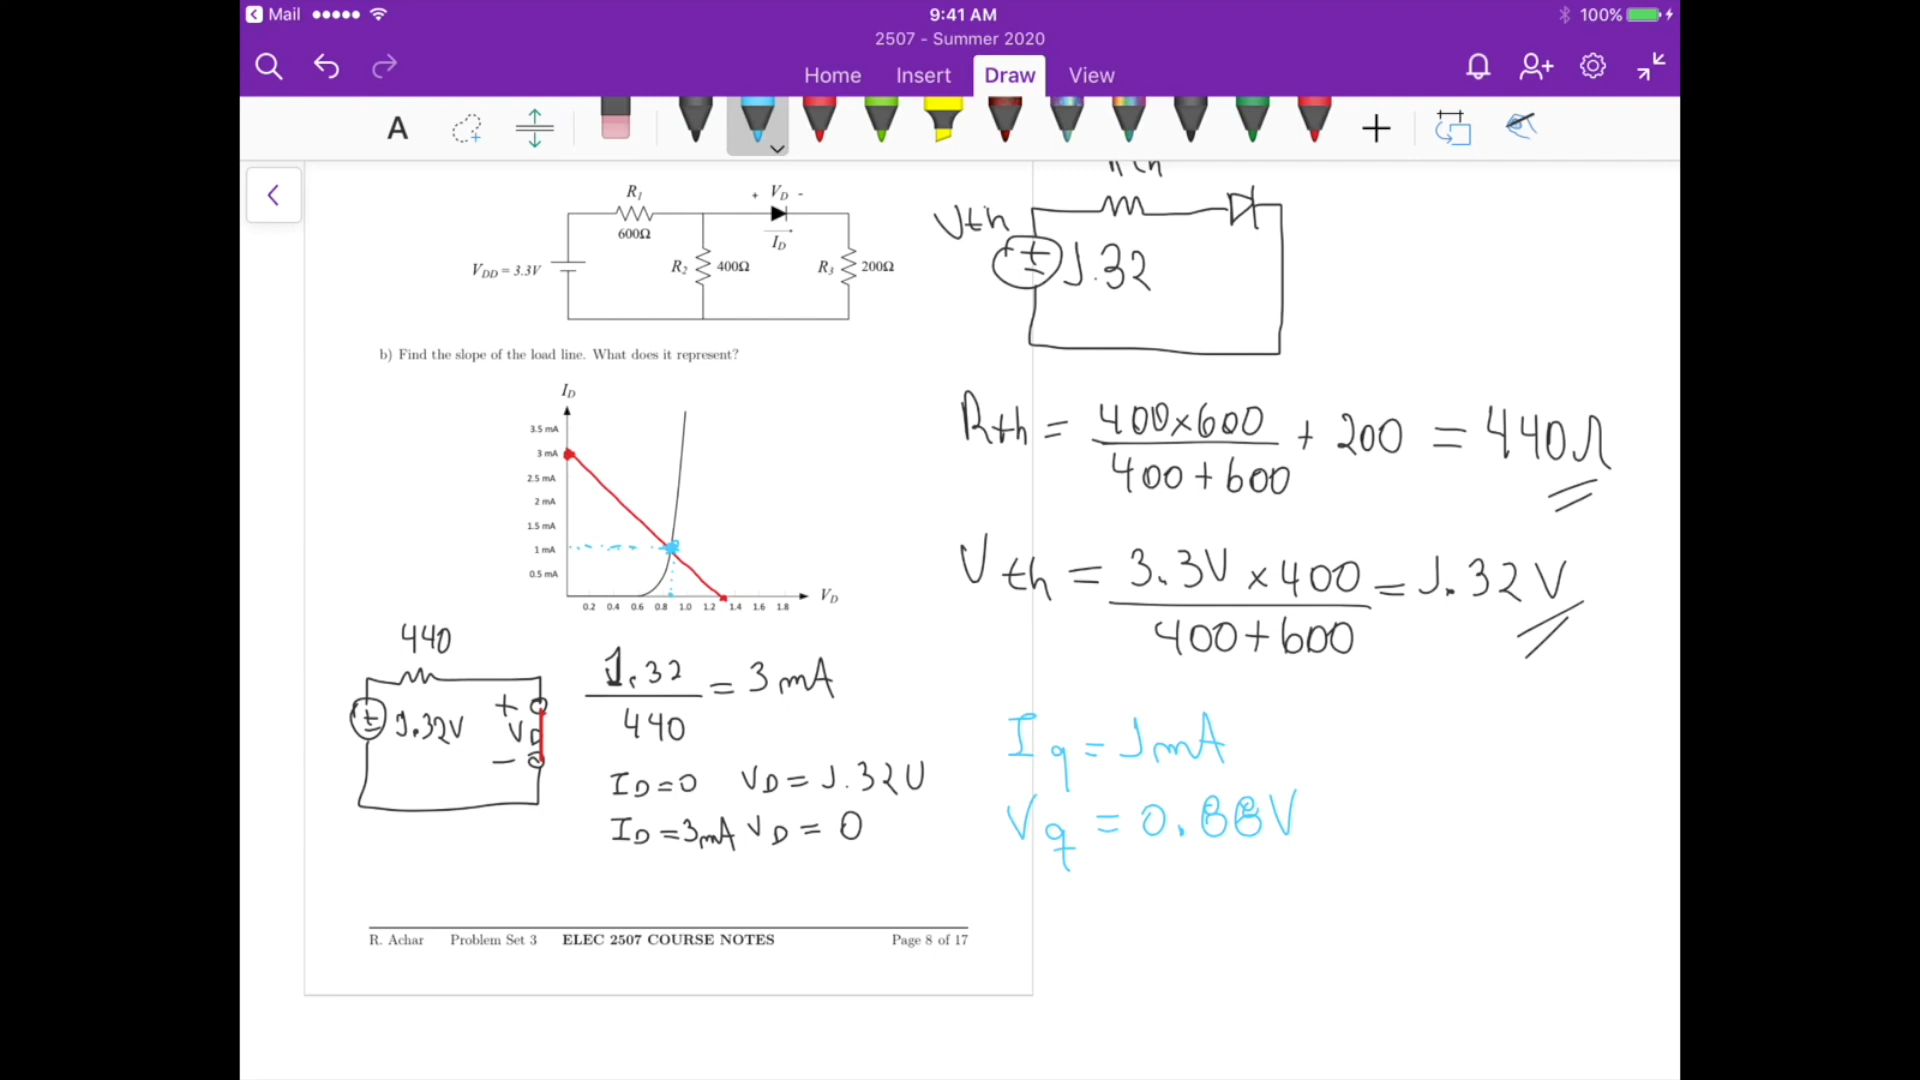 Mail 9:41 AM 100%
2507 - Summer 2020
Home Insert Draw View
A
R1
600Ω
+ VD -
ID
VDD = 3.3V
R2 400Ω
R3 200Ω
b) Find the slope of the load line. What does it represent?
ID
3.5 mA
3 mA
2.5 mA
2 mA
1.5 mA
1 mA
0.5 mA
0.2 0.4 0.6 0.8 1.0 1.2 1.4 1.6 1.8
VD
440
1.32V
+
VD
-
1.32
/ 440 = 3 mA
ID = 0 VD = 1.32V
ID = 3mA VD = 0
Vth
1.32
Rth = 400×600
/ 400+600 + 200 = 440Ω
Vth = 3.3V × 400
/ 400+600 = 1.32V
Iq = 1mA
Vq = 0.88V
R. Achar Problem Set 3 ELEC 2507 COURSE NOTES Page 8 of 17